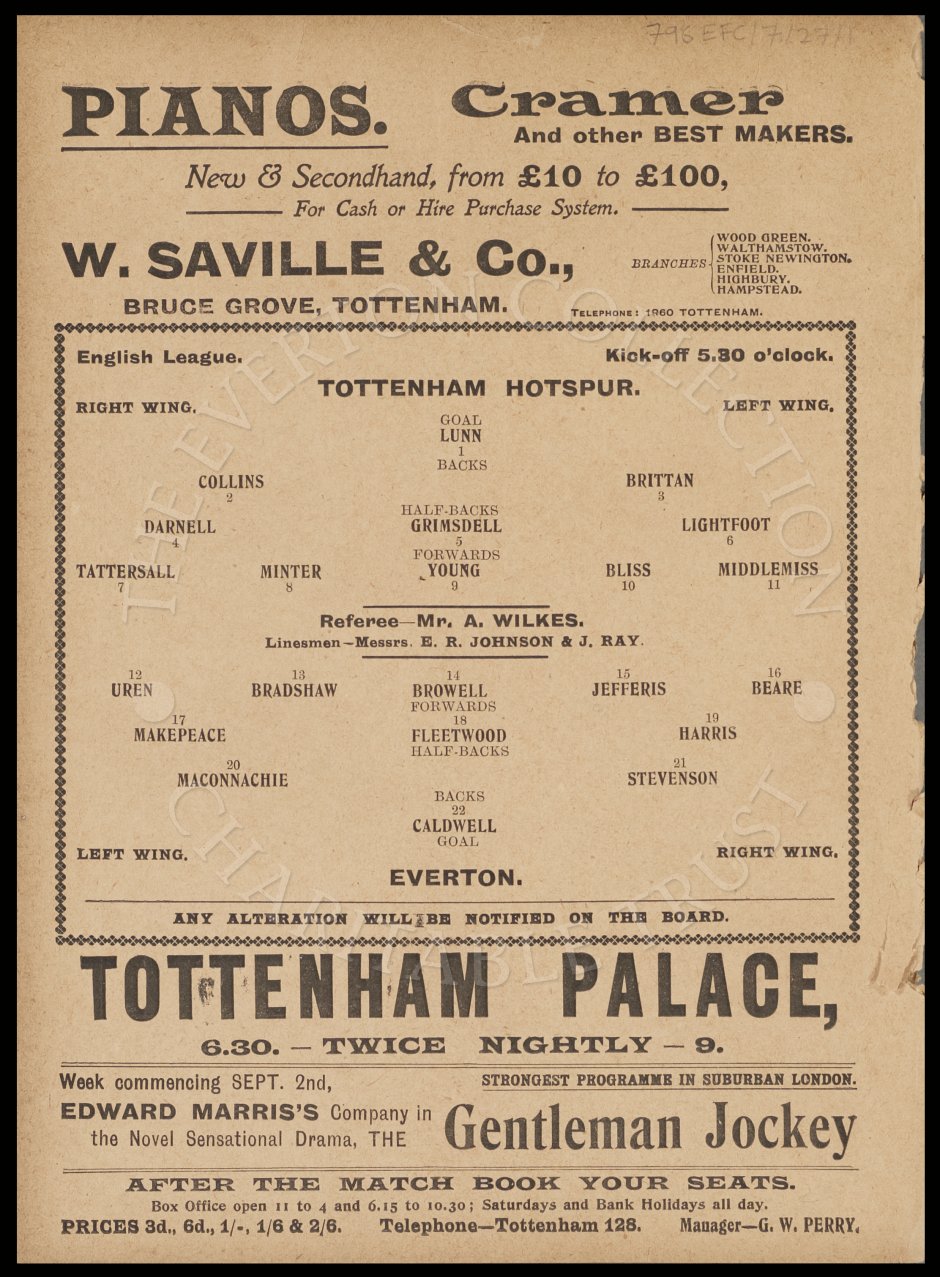 796 EFC/7/27/1
PIANOS. Cramer
And other BEST MAKERS.
New & Secondhand, from £10 to £100,
For Cash or Hire Purchase System.
W. SAVILLE & Co.,
BRANCHES
WOOD GREEN.
WALTHAMSTOW.
STOKE NEWINGTON.
ENFIELD.
HIGHBURY.
HAMPSTEAD.
BRUCE GROVE, TOTTENHAM.
TELEPHONE: 1960 TOTTENHAM.
English League. Kick-off 5.30 o'clock.
TOTTENHAM HOTSPUR.
RIGHT WING. LEFT WING.
GOAL
LUNN
1
BACKS
COLLINS BRITTAN
2 3
HALF-BACKS
DARNELL GRIMSDELL LIGHTFOOT
4 5 6
FORWARDS
TATTERSALL MINTER YOUNG BLISS MIDDLEMISS
7 8 9 10 11
Referee—Mr. A. WILKES.
Linesmen—Messrs. E. R. JOHNSON & J. RAY.
12 13 14 15 16
UREN BRADSHAW BROWELL JEFFERIS BEARE
FORWARDS
17 18 19
MAKEPEACE FLEETWOOD HARRIS
HALF-BACKS
20 21
MACONNACHIE STEVENSON
BACKS
22
CALDWELL
GOAL
LEFT WING. RIGHT WING.
EVERTON.
ANY ALTERATION WILL BE NOTIFIED ON THE BOARD.
TOTTENHAM PALACE,
6.30. — TWICE NIGHTLY — 9.
Week commencing SEPT. 2nd, STRONGEST PROGRAMME IN SUBURBAN LONDON.
EDWARD MARRIS'S Company in
the Novel Sensational Drama, THE Gentleman Jockey
AFTER THE MATCH BOOK YOUR SEATS.
Box Office open 11 to 4 and 6.15 to 10.30; Saturdays and Bank Holidays all day.
PRICES 3d., 6d., 1/-, 1/6 & 2/6. Telephone—Tottenham 128. Manager—G. W. PERRY.
THE EVERTON COLLECTION
CHARITABLE TRUST